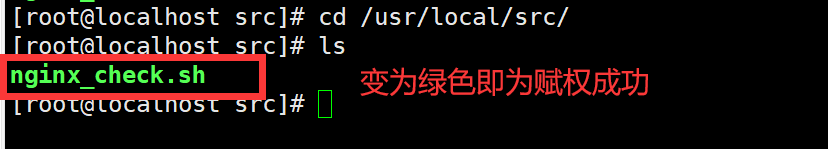 [root@localhost src]# cd /usr/local/src/
[root@localhost src]# ls
nginx_check.sh
变为绿色即为赋权成功
[root@localhost src]#